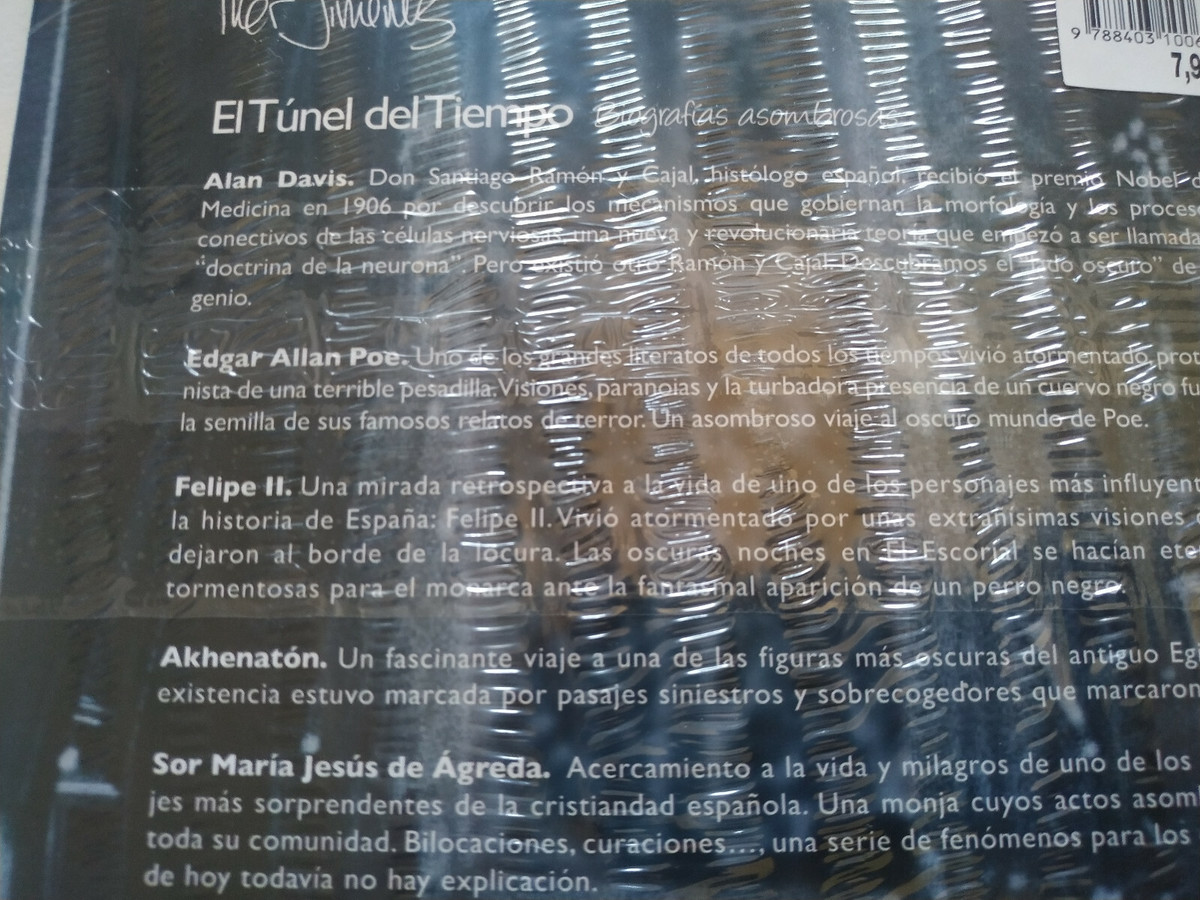 Iker Jiménez
9 788403 100
7,9
El Túnel del Tiempo Biografías asombrosas
Alan Davis. Don Santiago Ramón y Cajal, histólogo español, recibió el premio Nobel d
Medicina en 1906 por descubrir los mecanismos que gobiernan la morfología y los proces
conectivos de las células nerviosas, una nueva y revolucionaria teoría que empezó a ser llamada
“doctrina de la neurona”. Pero existió otro Ramón y Cajal. Descubramos el “lado oscuro” de
genio.
Edgar Allan Poe. Uno de los grandes literatos de todos los tiempos vivió atormentado, prot
nista de una terrible pesadilla. Visiones, paranoias y la turbadora presencia de un cuervo negro fu
la semilla de sus famosos relatos de terror. Un asombroso viaje al oscuro mundo de Poe.
Felipe II. Una mirada retrospectiva a la vida de uno de los personajes más influyent
la historia de España: Felipe II. Vivió atormentado por unas extrañísimas visiones
dejaron al borde de la locura. Las oscuras noches en El Escorial se hacían ete
tormentosas para el monarca ante la fantasmal aparición de un perro negro.
Akhenatón. Un fascinante viaje a una de las figuras más oscuras del antiguo Egi
existencia estuvo marcada por pasajes siniestros y sobrecogedores que marcaron
Sor María Jesús de Ágreda. Acercamiento a la vida y milagros de uno de los
jes más sorprendentes de la cristiandad española. Una monja cuyos actos asom
toda su comunidad. Bilocaciones, curaciones..., una serie de fenómenos para los
de hoy todavía no hay explicación.